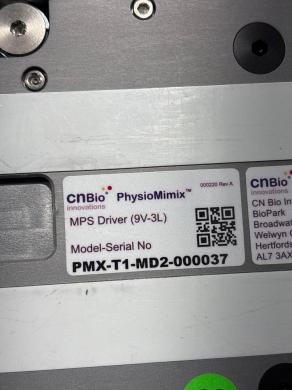 CNBio
innovations
PhysioMimix™
000220 Rev A
MPS Driver (9V-3L)
Model-Serial No
PMX-T1-MD2-000037
CNBio
innovations
CN Bio In
BioPark
Broadwa
Welwyn G
Hertfords
AL7 3AX